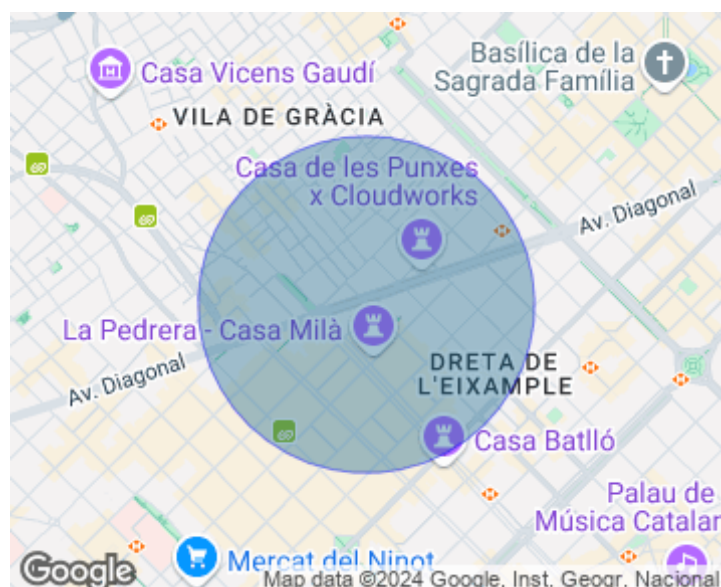 Basílica de la
Sagrada Família
Casa Vicens Gaudí
VILA DE GRÀCIA
Casa de les Punxes
x Cloudworks
Av. Diagonal
La Pedrera - Casa Milà
DRETA DE
L'EIXAMPLE
Av. Diagonal
Casa Batlló
Palau de
Música Catalan
Mercat del Ninot
Google
Map data ©2024 Google, Inst. Geogr. Nacional